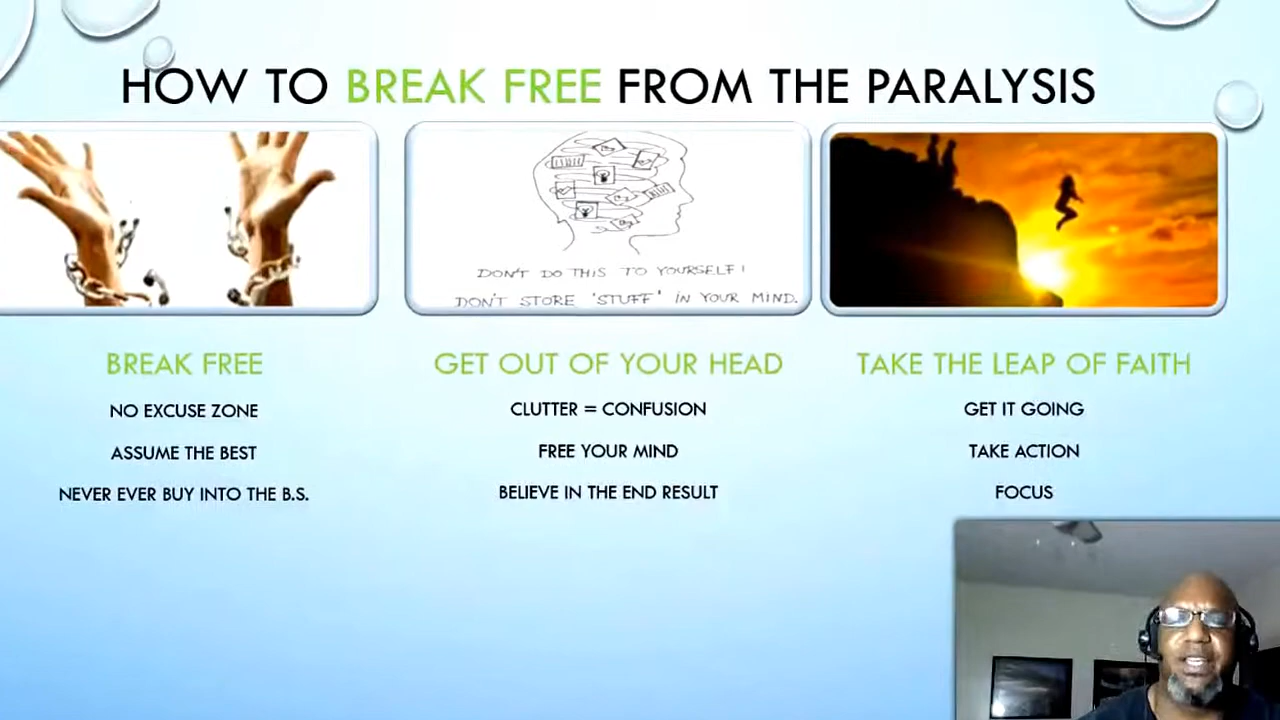 HOW TO BREAK FREE FROM THE PARALYSIS
DON'T DO THIS TO YOURSELF!
DON'T STORE 'STUFF' IN YOUR MIND.
BREAK FREE
NO EXCUSE ZONE
ASSUME THE BEST
NEVER EVER BUY INTO THE B.S.
GET OUT OF YOUR HEAD
CLUTTER = CONFUSION
FREE YOUR MIND
BELIEVE IN THE END RESULT
TAKE THE LEAP OF FAITH
GET IT GOING
TAKE ACTION
FOCUS